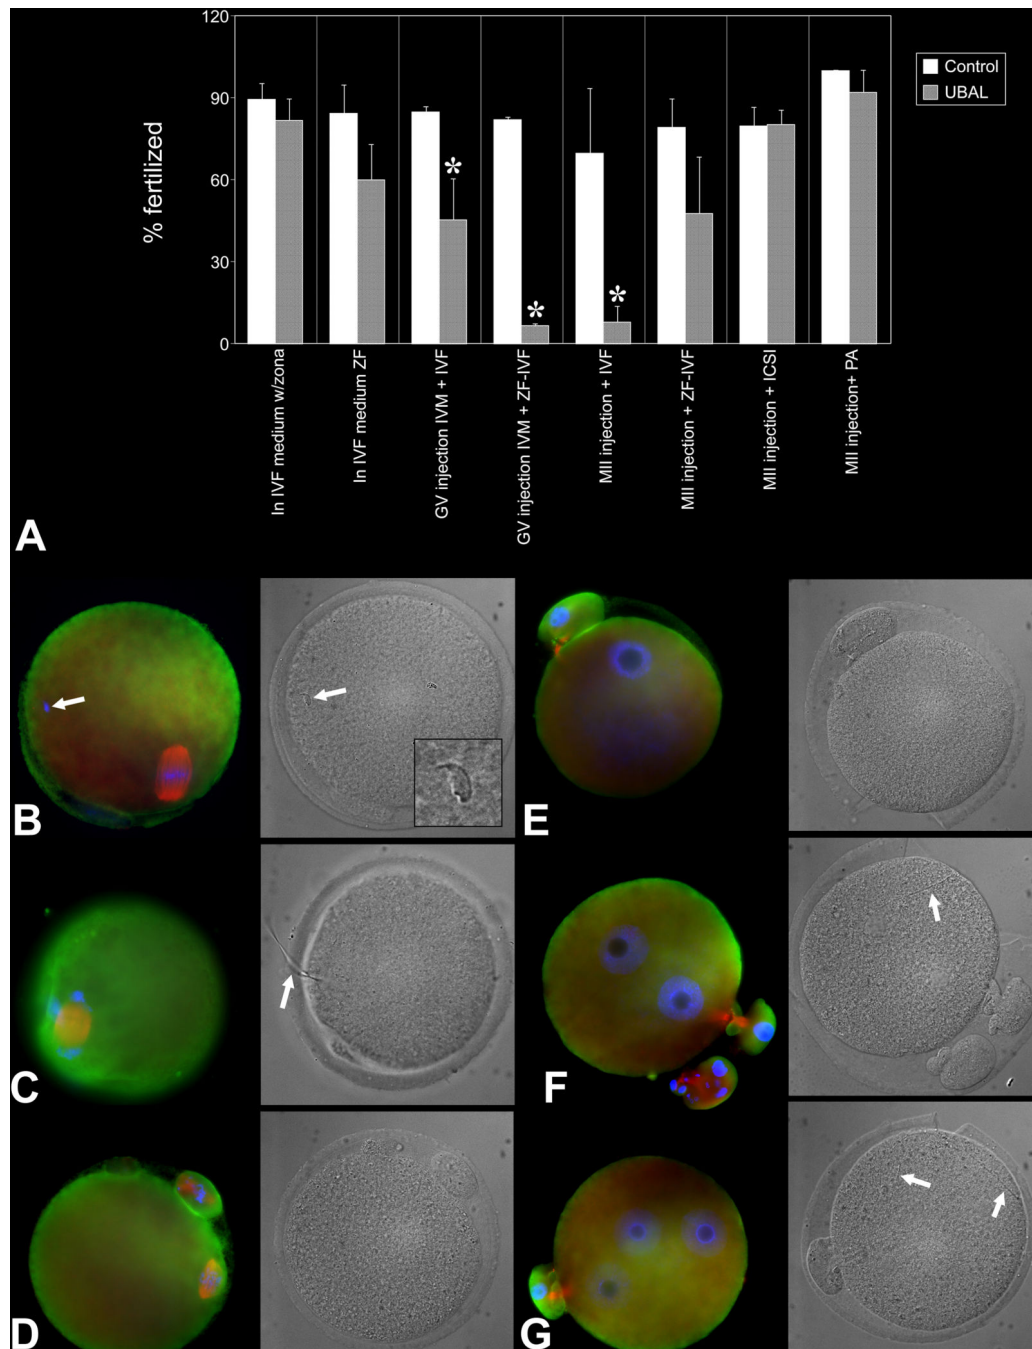 120
90
60
30
0
% fertilized
Control
UBAL
*
*
*
In IVF medium w/zona
In IVF medium ZF
GV injection IVM + IVF
GV injection IVM + ZF-IVF
MII injection + IVF
MII injection + ZF-IVF
MII injection + ICSI
MII injection+ PA
A
B
E
C
F
D
G